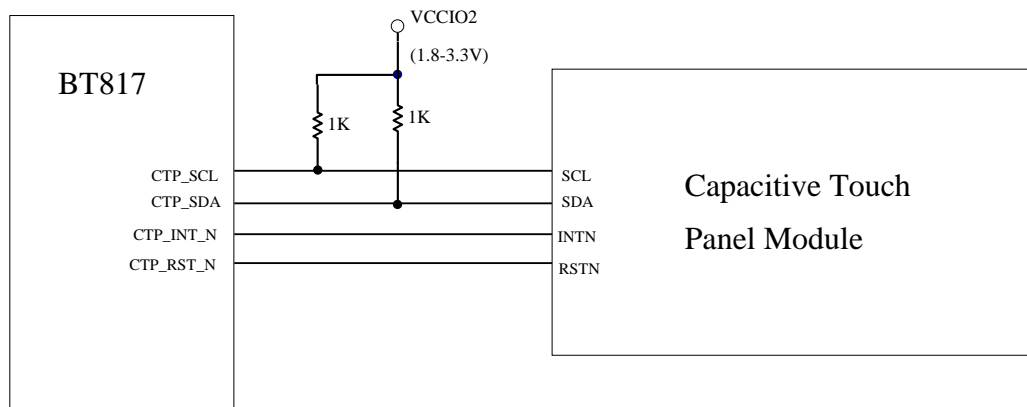 VCCIO2
(1.8-3.3V)
BT817
1K
1K
CTP_SCL
SCL
CTP_SDA
SDA
CTP_INT_N
INTN
CTP_RST_N
RSTN
Capacitive Touch
Panel Module